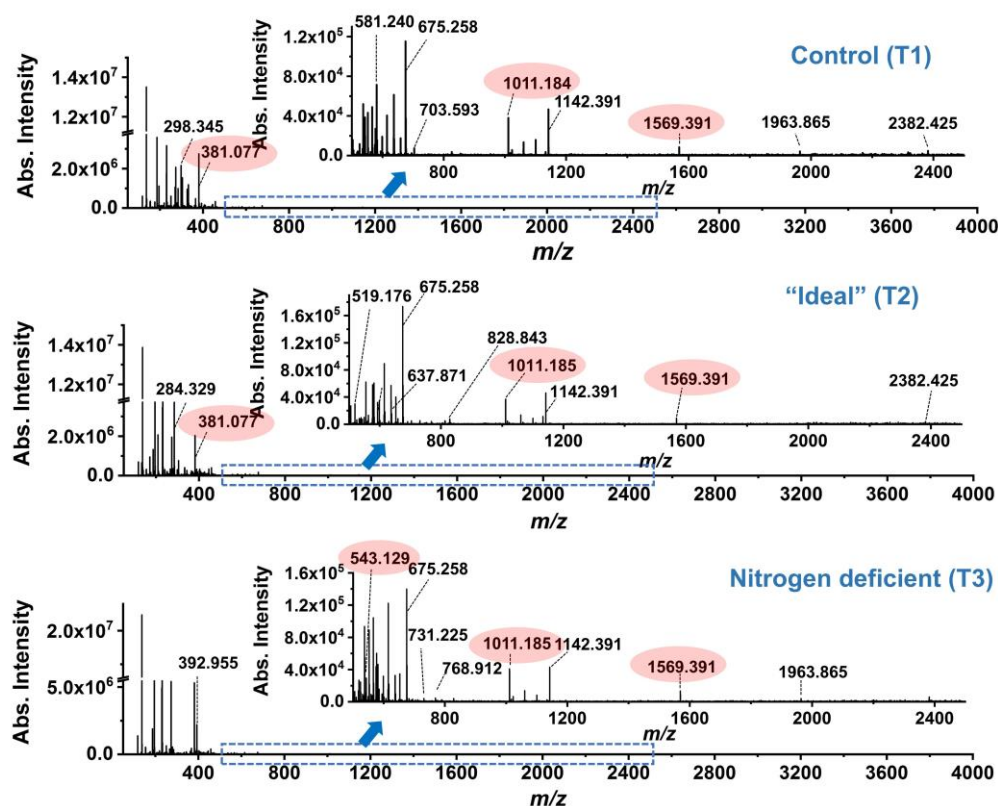 Control (T1)
Abs. Intensity
1.4x10⁷
1.2x10⁷
2.0x10⁶
0.0
298.345
381.077
Abs. Intensity
1.2x10⁵
8.0x10⁴
4.0x10⁴
0.0
581.240
675.258
703.593
1011.184
1142.391
1569.391
1963.865
2382.425
800 1200 1600 2000 2400
m/z
400 800 1200 1600 2000 2400 2800 3200 3600 4000
m/z
"Ideal" (T2)
Abs. Intensity
1.4x10⁷
1.2x10⁷
2.0x10⁶
0.0
284.329
381.077
Abs. Intensity
1.6x10⁵
1.2x10⁵
8.0x10⁴
4.0x10⁴
0.0
519.176
675.258
637.871
828.843
1011.185
1142.391
1569.391
2382.425
800 1200 1600 2000 2400
m/z
400 800 1200 1600 2000 2400 2800 3200 3600 4000
m/z
Nitrogen deficient (T3)
Abs. Intensity
2.0x10⁷
5.0x10⁶
0.0
392.955
Abs. Intensity
1.6x10⁵
1.2x10⁵
8.0x10⁴
4.0x10⁴
0.0
543.129
675.258
731.225
768.912
1011.185
1142.391
1569.391
1963.865
800 1200 1600 2000 2400
m/z
400 800 1200 1600 2000 2400 2800 3200 3600 4000
m/z